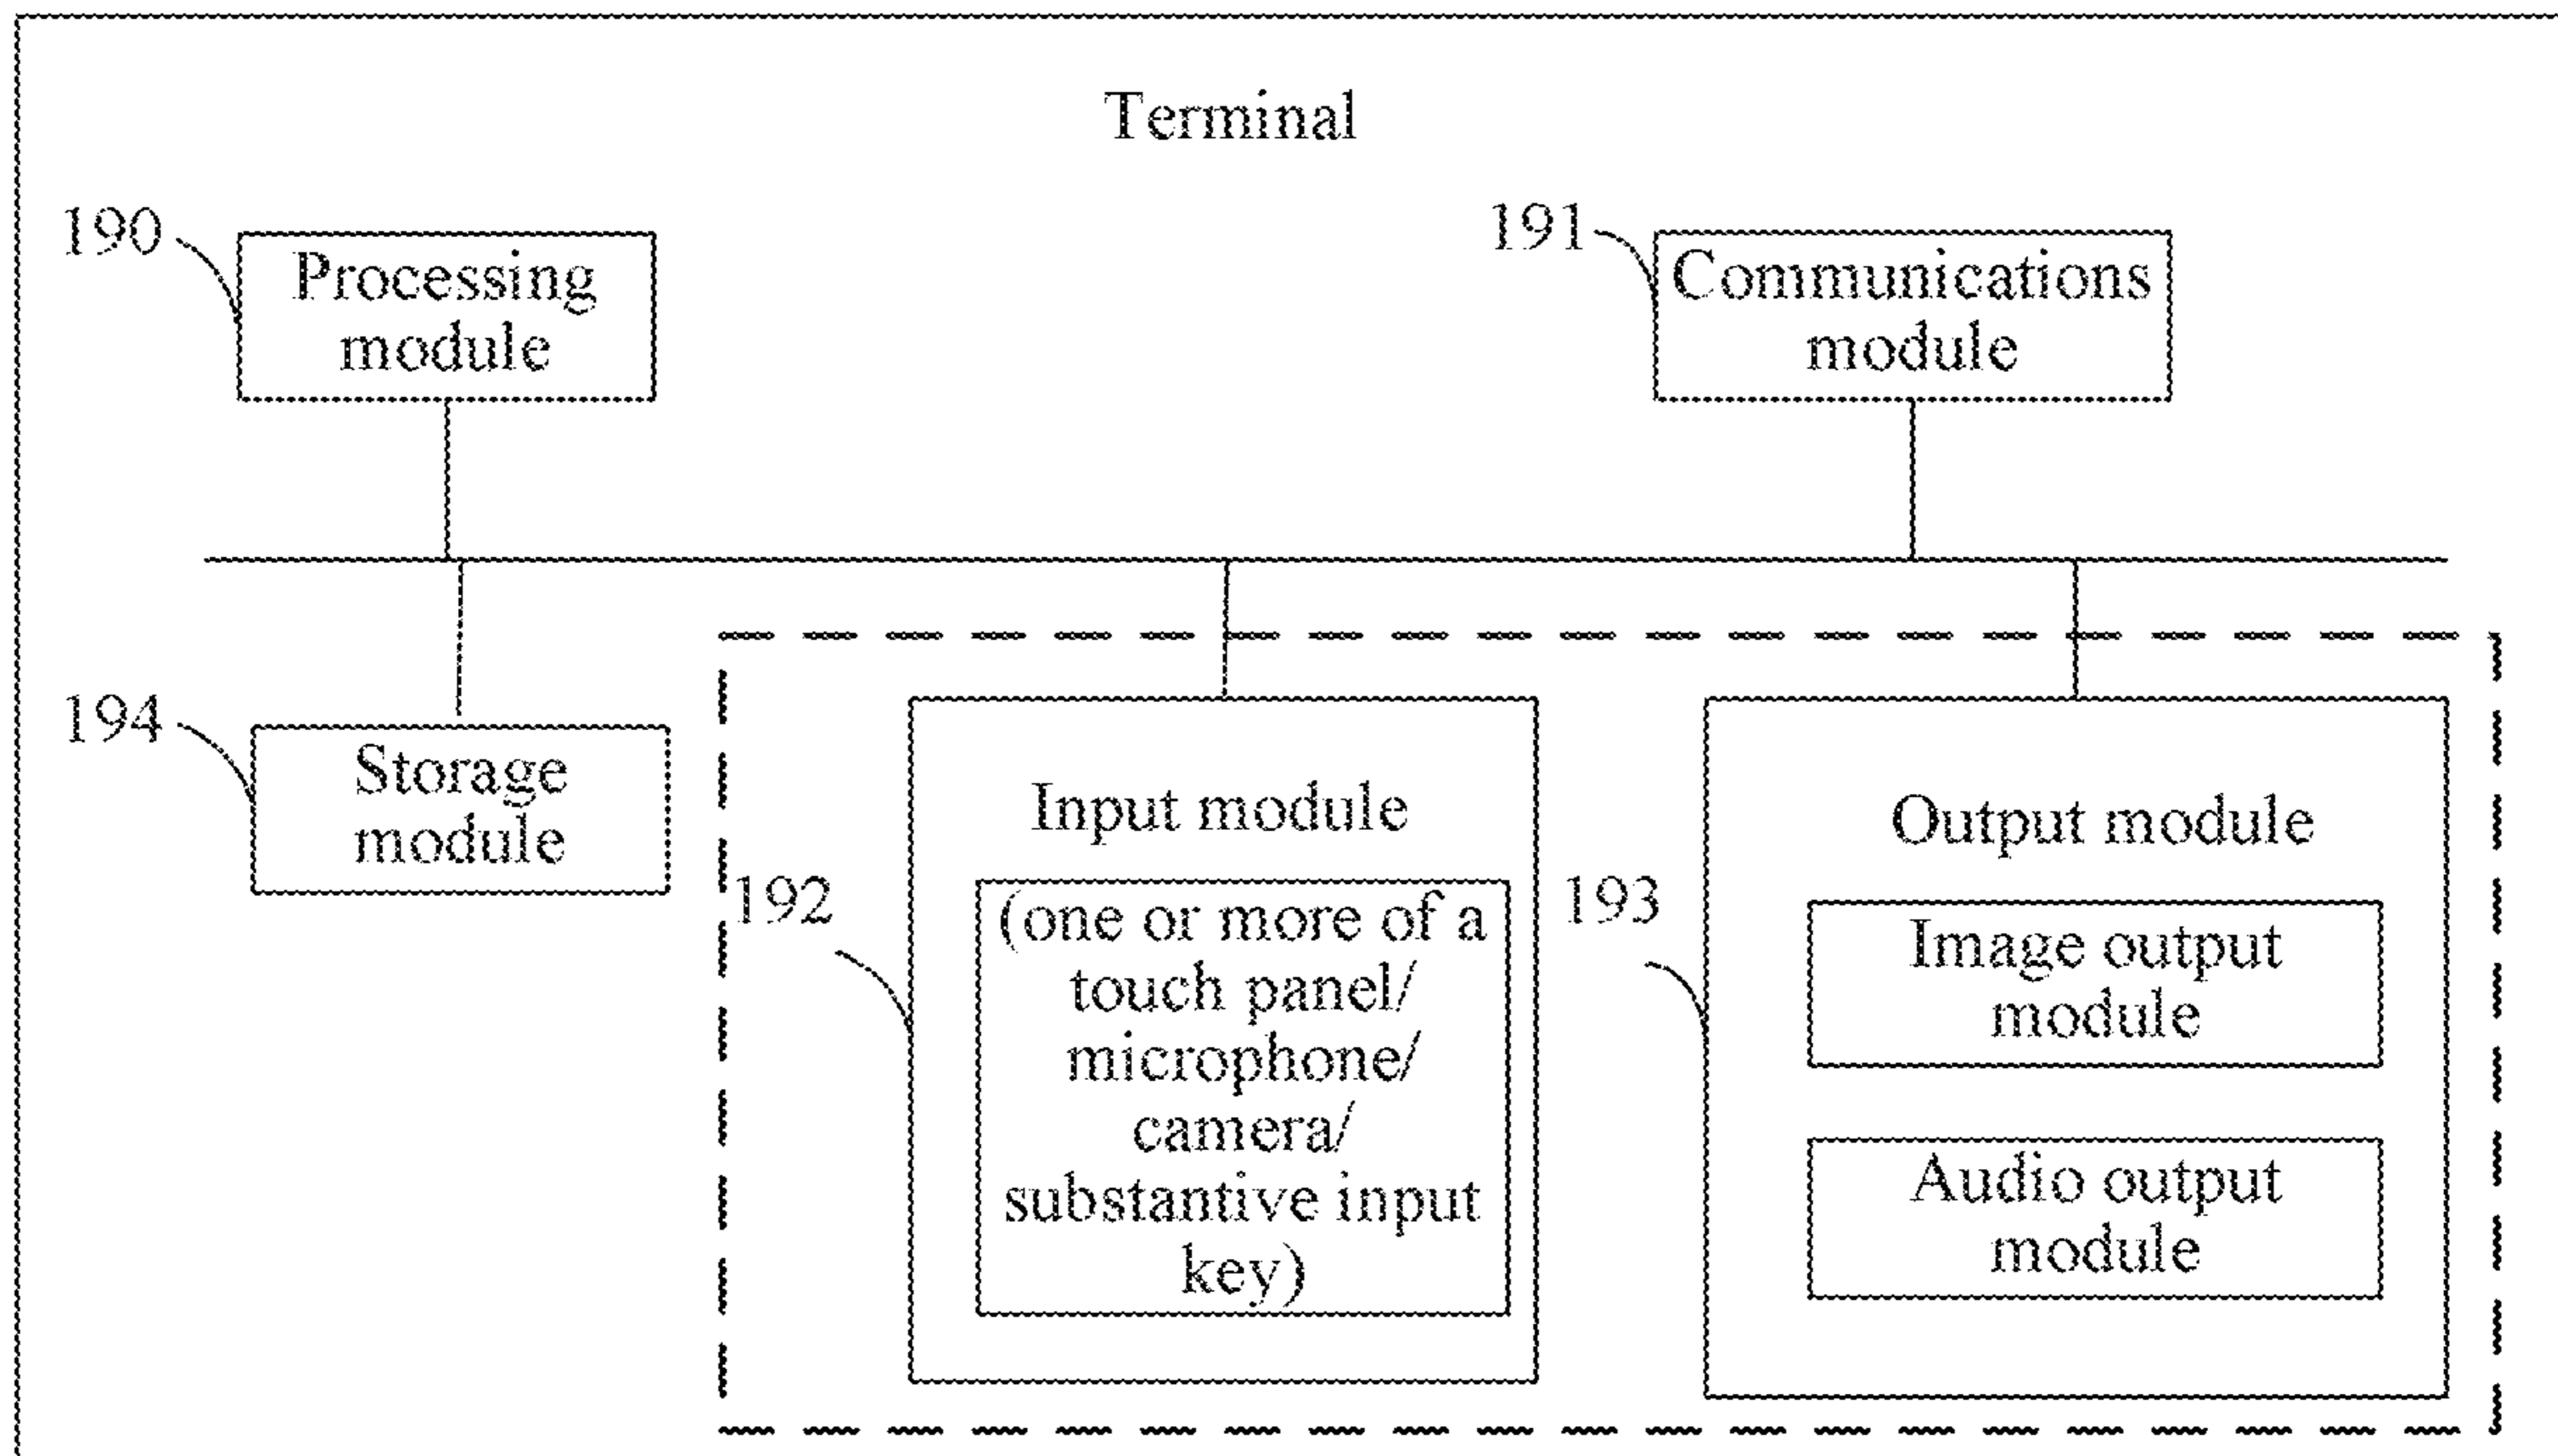 Terminal
190
Processing
module
191
Communications
module
194
Storage
module
192
Input module
(one or more of a
touch panel/
microphone/
camera/
substantive input
key)
193
Output module
Image output
module
Audio output
module